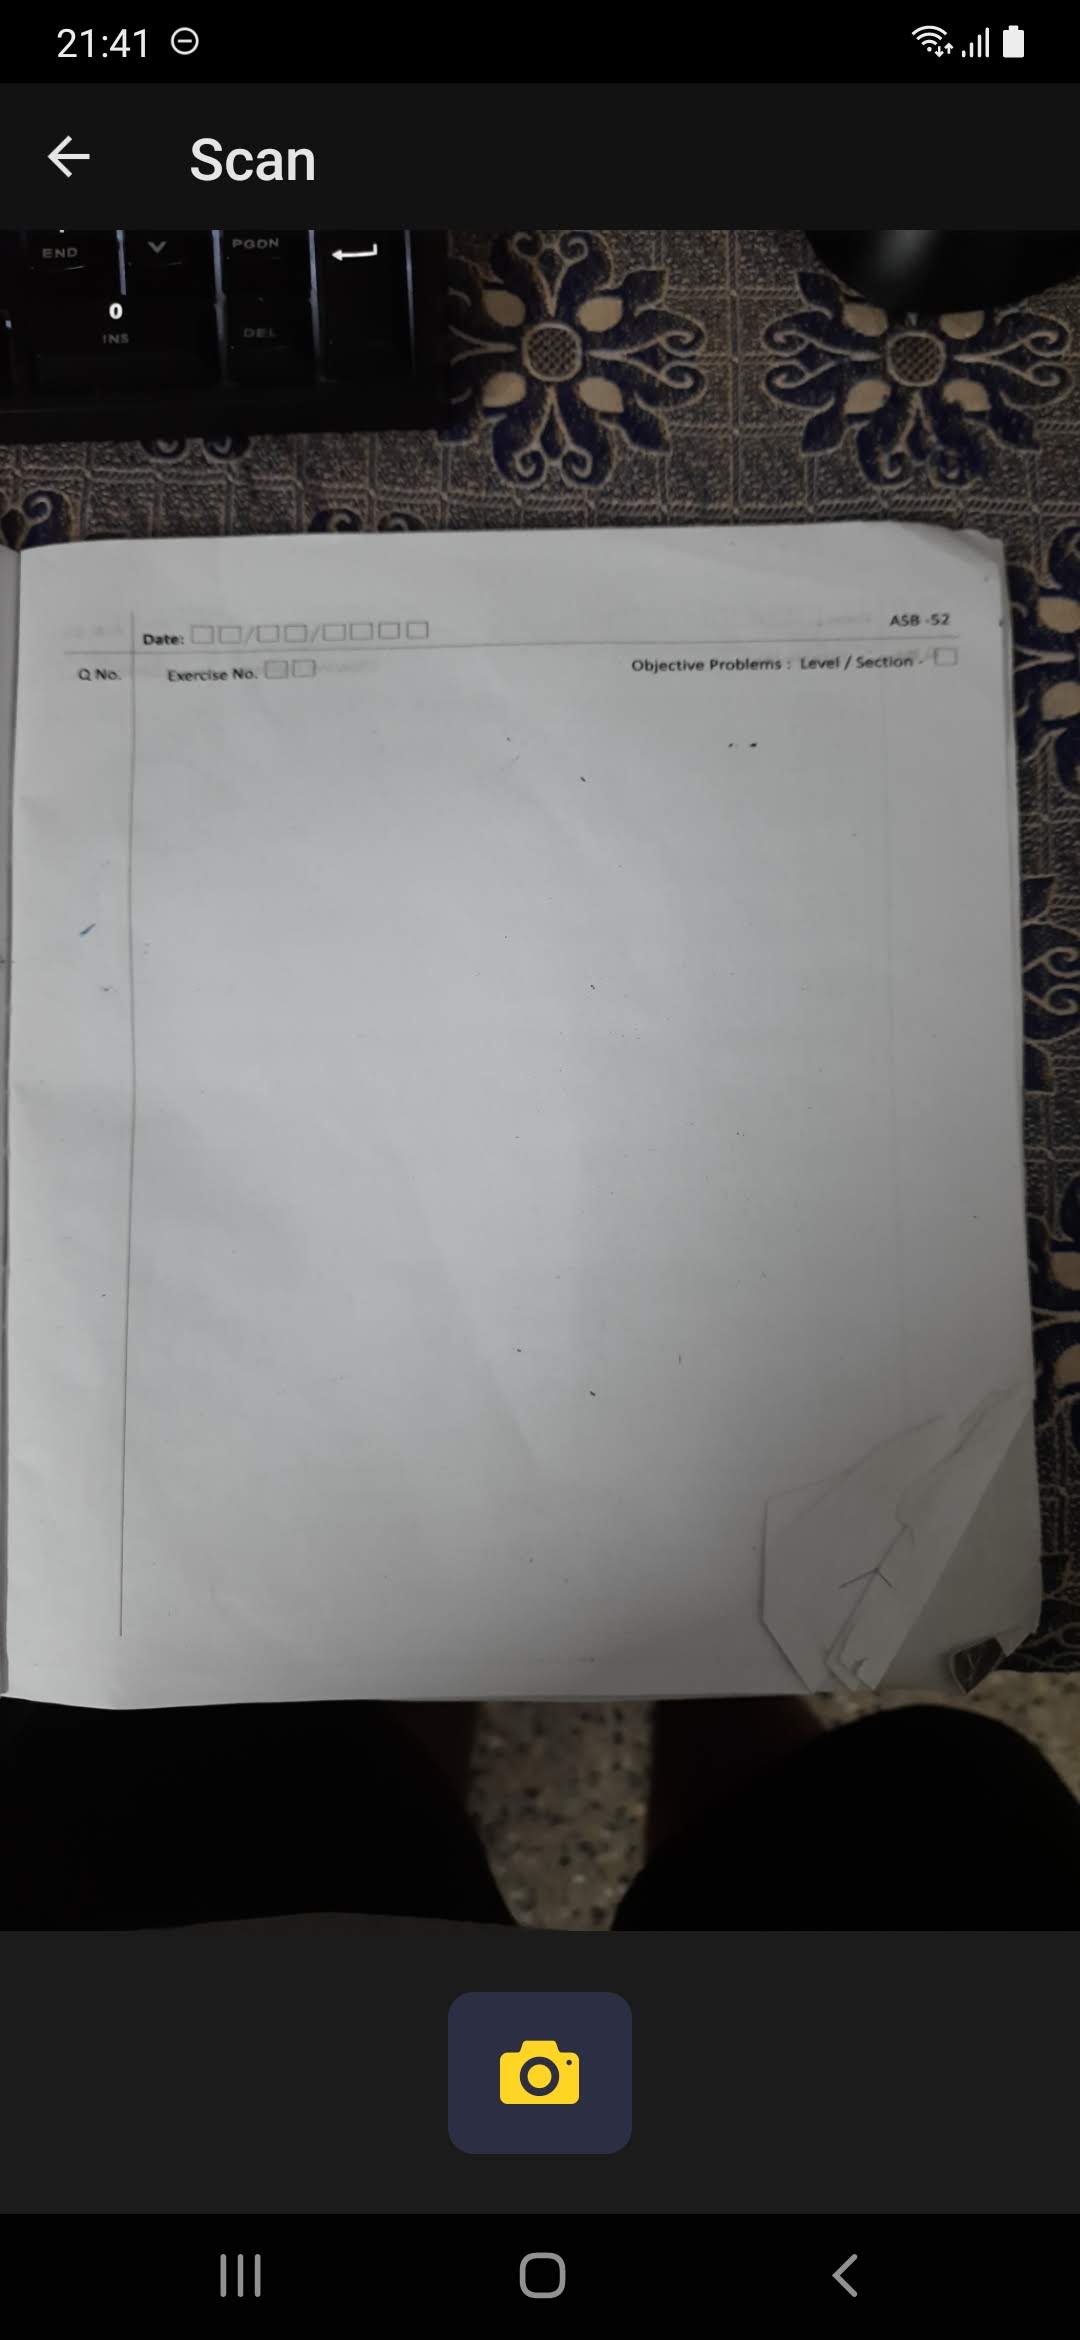 21:41
Scan
END
PGDN
0
INS
DEL
Date: □□/□□/□□□□
ASB -52
Q No.
Exercise No. □□
Objective Problems : Level / Section - □